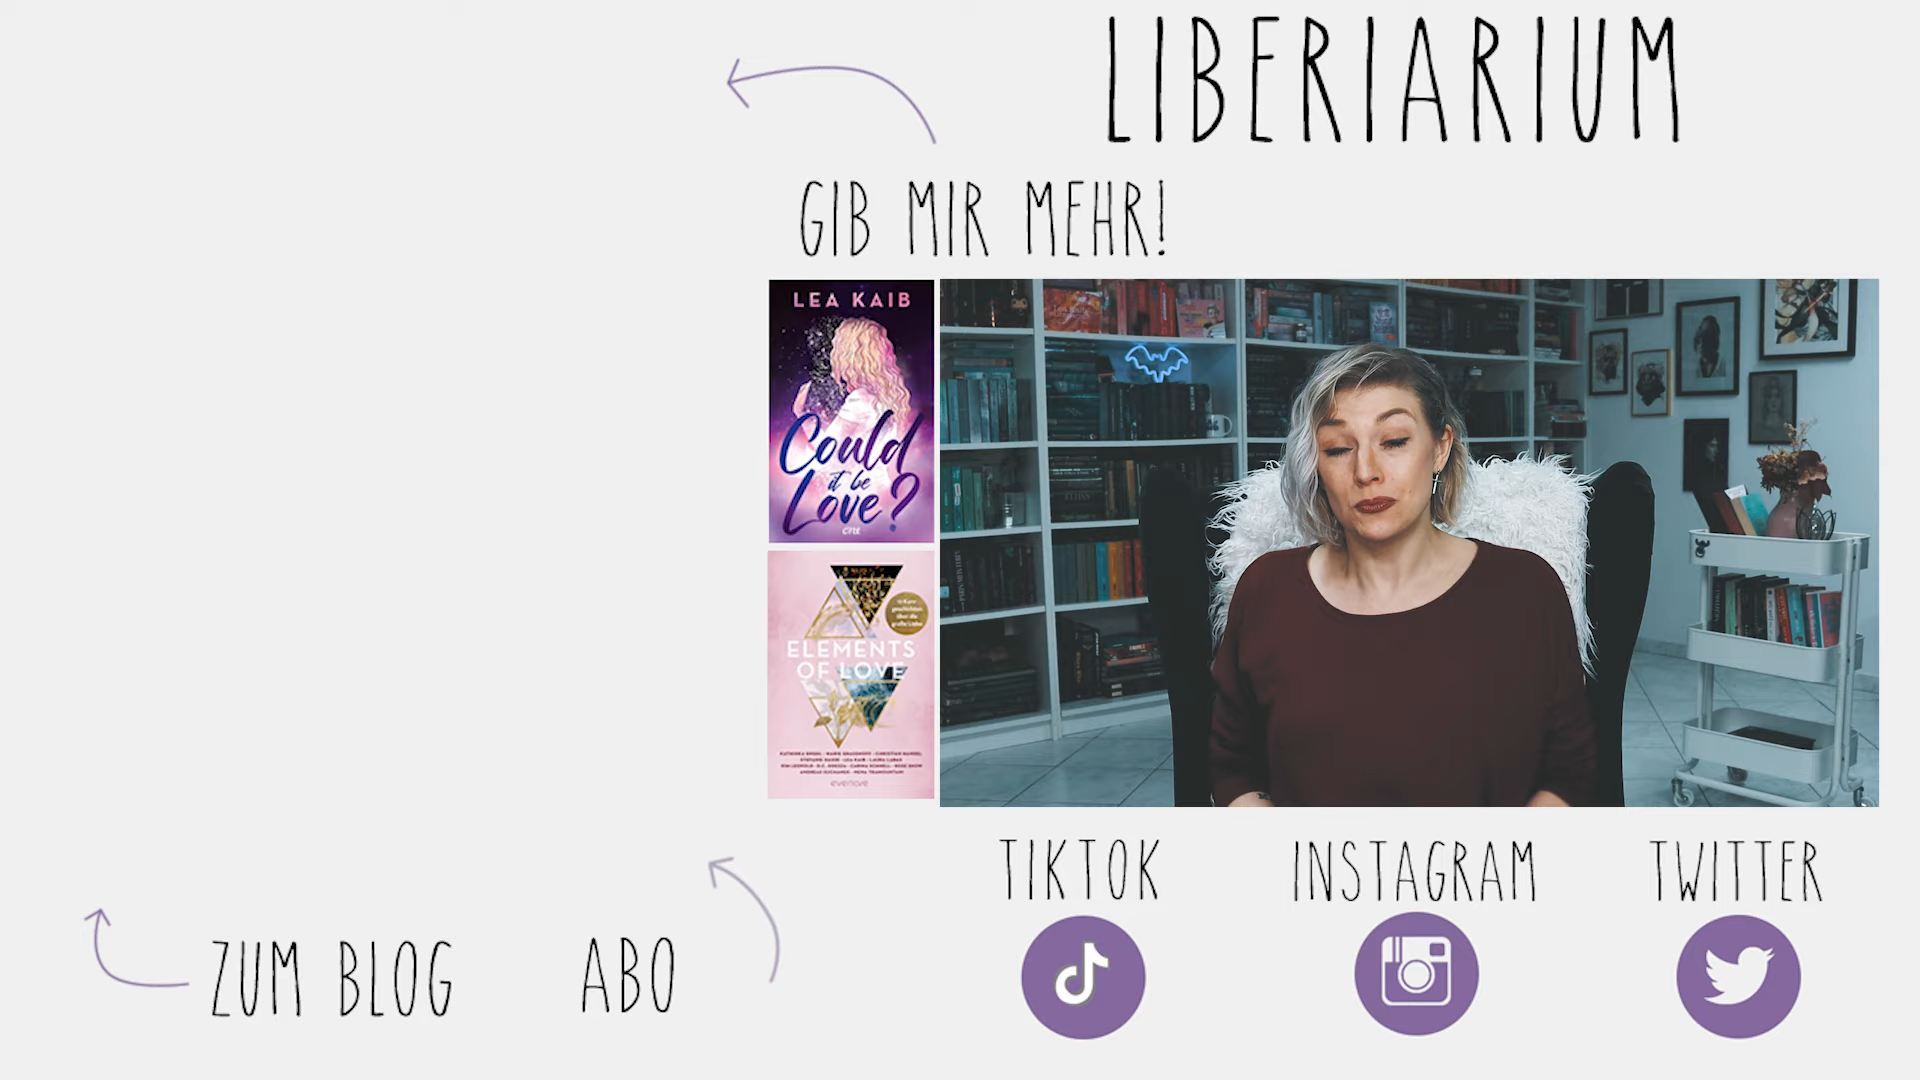 LIBERIARIUM
GIB MIR MEHR!
LEA KAIB
Could
it be
Love?
one
ELEMENTS
OF LOVE
ZUM BLOG
ABO
TIKTOK
INSTAGRAM
TWITTER